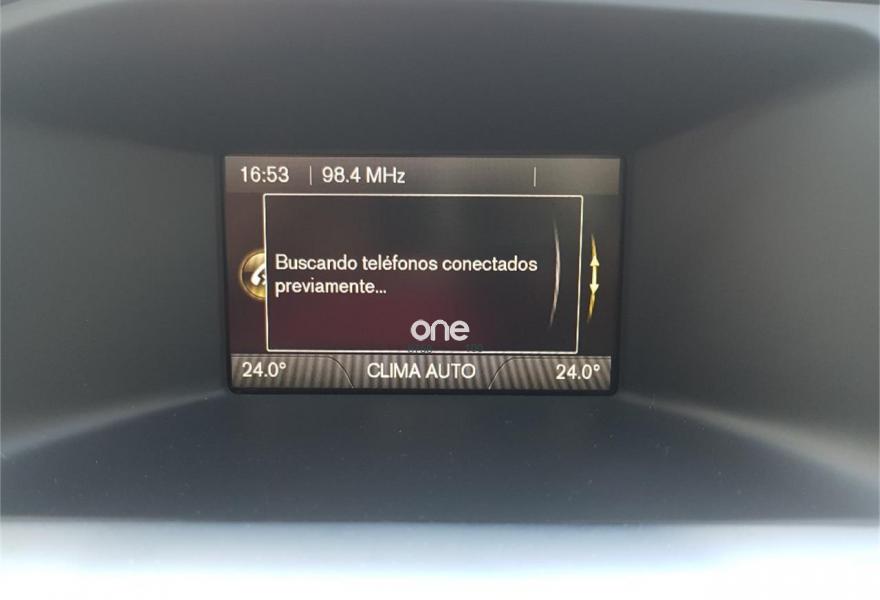 16:53 | 98.4 MHz
Buscando teléfonos conectados
previamente...
one
24.0° CLIMA AUTO 24.0°